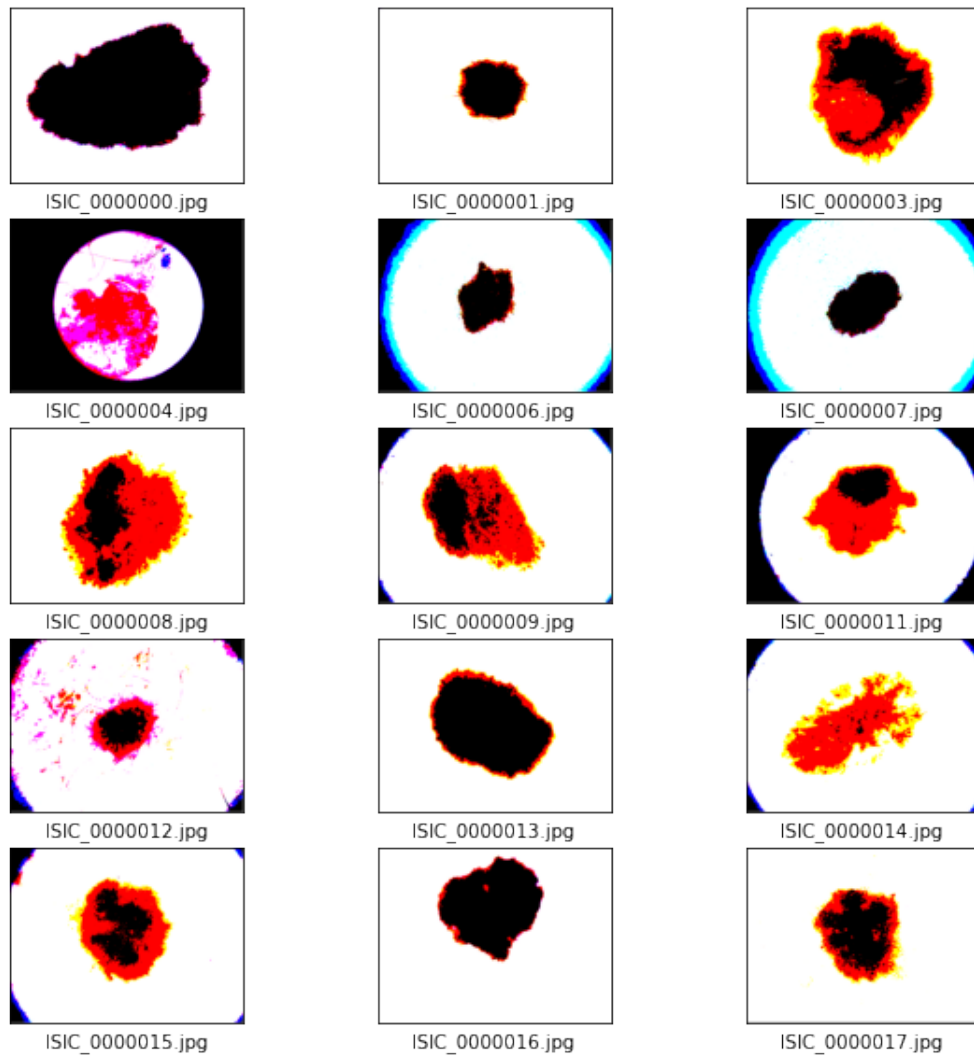 ISIC_0000000.jpg
ISIC_0000001.jpg
ISIC_0000003.jpg
ISIC_0000004.jpg
ISIC_0000006.jpg
ISIC_0000007.jpg
ISIC_0000008.jpg
ISIC_0000009.jpg
ISIC_0000011.jpg
ISIC_0000012.jpg
ISIC_0000013.jpg
ISIC_0000014.jpg
ISIC_0000015.jpg
ISIC_0000016.jpg
ISIC_0000017.jpg